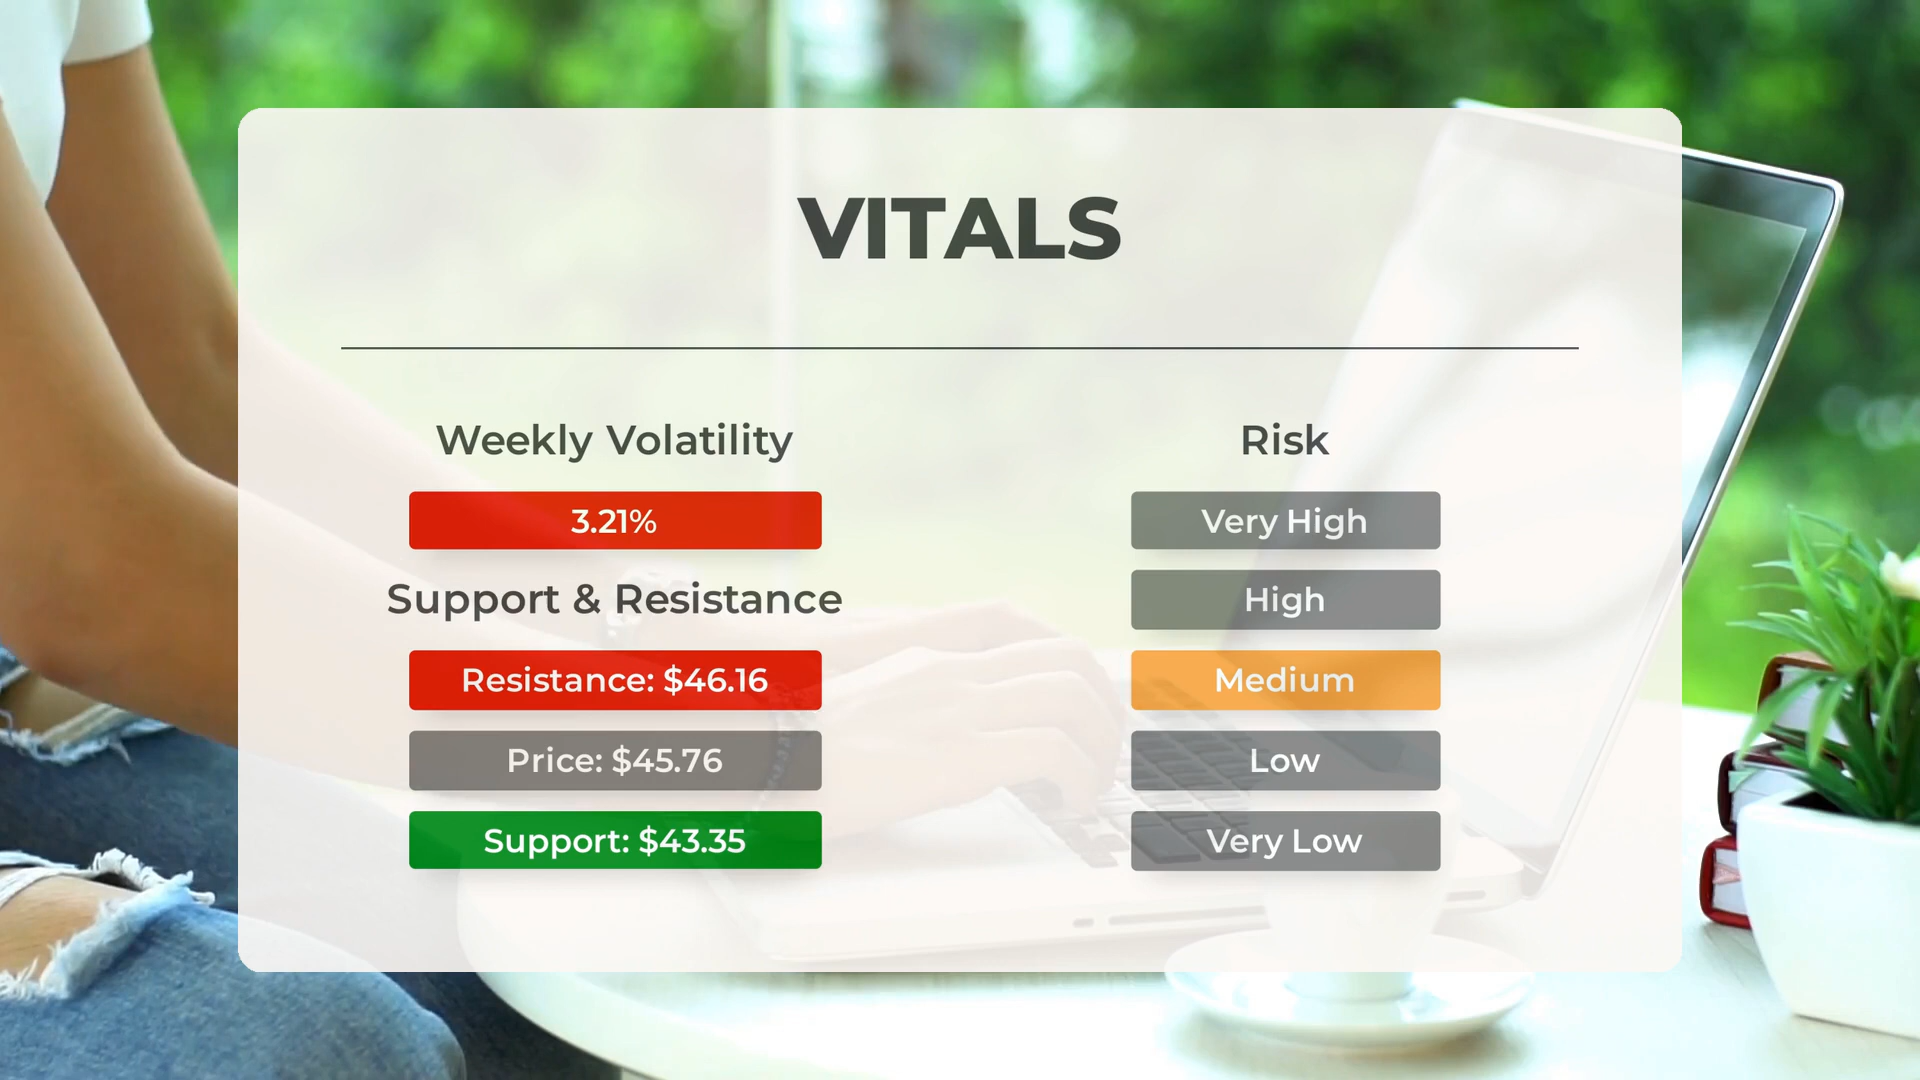 VITALS
Weekly Volatility
3.21%
Support & Resistance
Resistance: $46.16
Price: $45.76
Support: $43.35
Risk
Very High
High
Medium
Low
Very Low